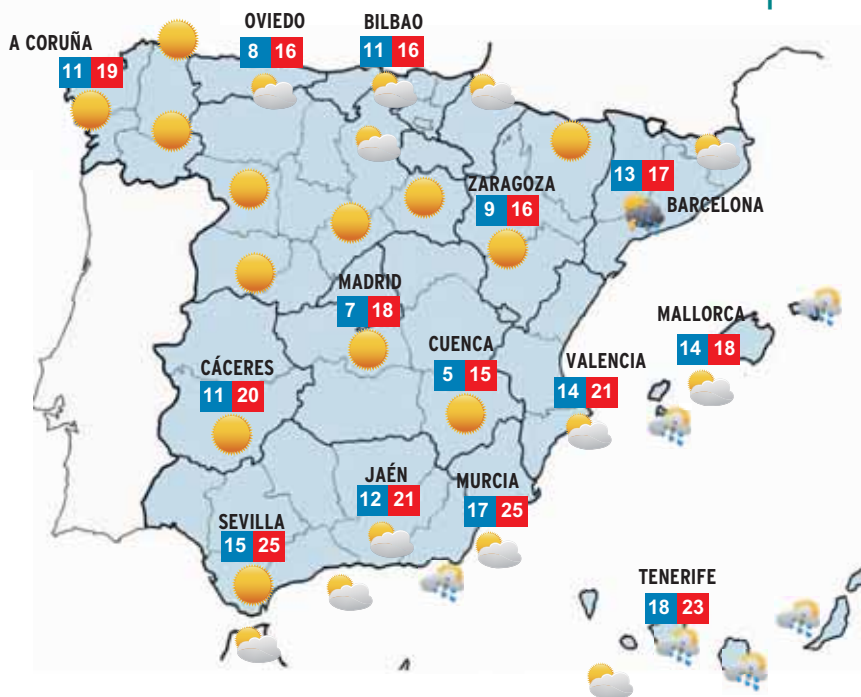 OVIEDO
8 16
BILBAO
11 16
A CORUÑA
11 19
ZARAGOZA
9 16
13 17
BARCELONA
MADRID
7 18
MALLORCA
14 18
CUENCA
5 15
VALENCIA
14 21
CÁCERES
11 20
JAÉN
12 21
MURCIA
17 25
SEVILLA
15 25
TENERIFE
18 23